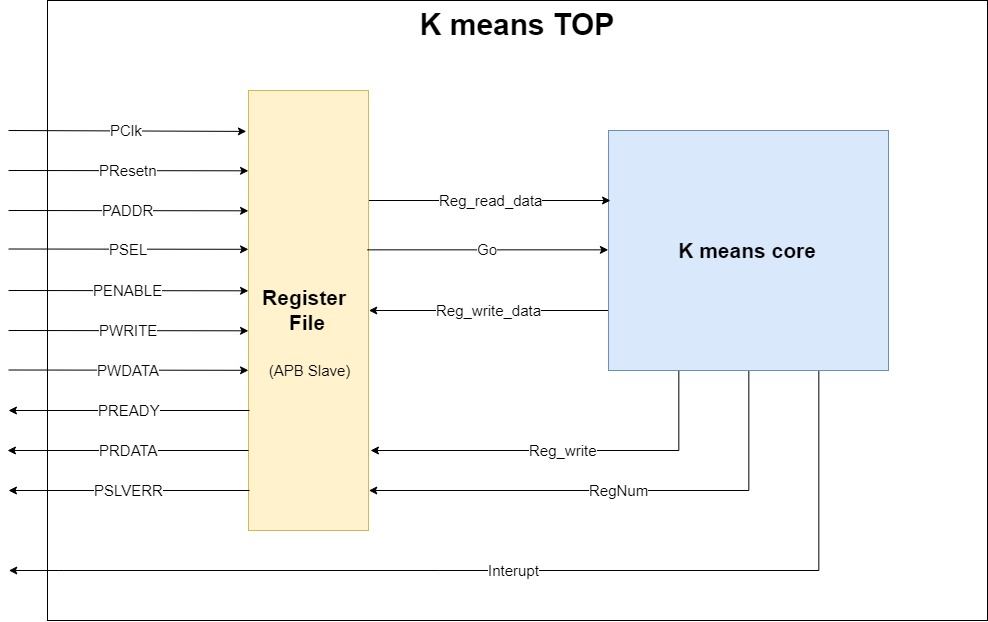 K means TOP
PClk
PResetn
PADDR
PSEL
PENABLE
PWRITE
PWDATA
PREADY
PRDATA
PSLVERR
Register
File
(APB Slave)
Reg_read_data
Go
Reg_write_data
Reg_write
RegNum
Interupt
K means core